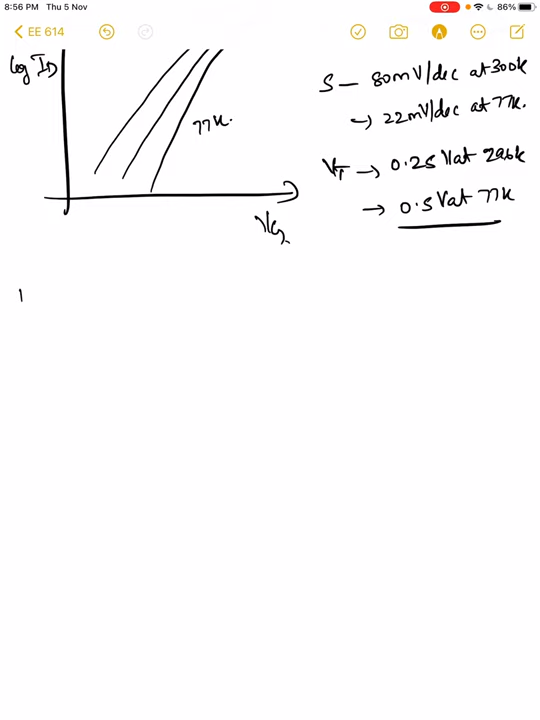 8:56 PM Thu 5 Nov
86%
EE 614
log ID
S — 80mV/dec at 300k
→ 22mV/dec at 77k.
VT → 0.25 V at 296k
→ 0.5 V at 77k
77k.
VG